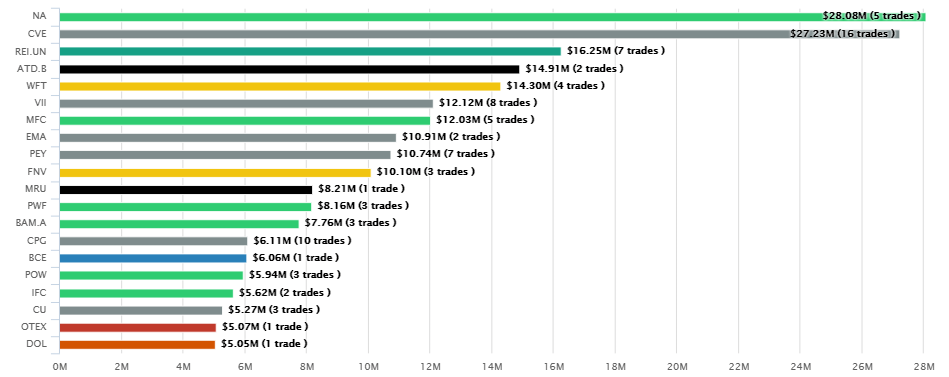 NA $28.08M (5 trades )
CVE $27.23M (16 trades )
REI.UN $16.25M (7 trades )
ATD.B $14.91M (2 trades )
WFT $14.30M (4 trades )
VII $12.12M (8 trades )
MFC $12.03M (5 trades )
EMA $10.91M (2 trades )
PEY $10.74M (7 trades )
FNV $10.10M (3 trades )
MRU $8.21M (1 trade )
PWF $8.16M (3 trades )
BAM.A $7.76M (3 trades )
CPG $6.11M (10 trades )
BCE $6.06M (1 trade )
POW $5.94M (3 trades )
IFC $5.62M (2 trades )
CU $5.27M (3 trades )
OTEX $5.07M (1 trade )
DOL $5.05M (1 trade )
0M 2M 4M 6M 8M 10M 12M 14M 16M 18M 20M 22M 24M 26M 28M